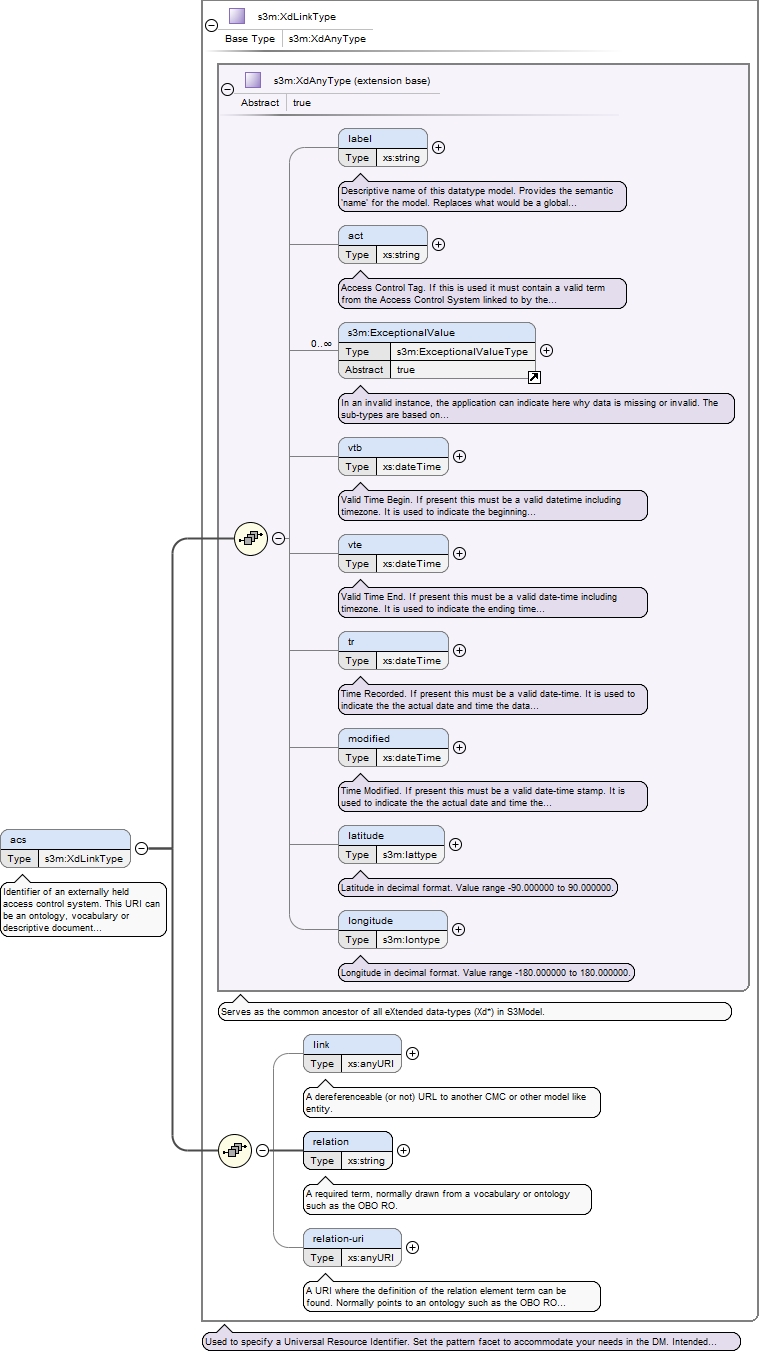 s3m:XdLinkType
Base Type s3m:XdAnyType
s3m:XdAnyType (extension base)
Abstract true
label
Type xs:string
Descriptive name of this datatype model. Provides the semantic
'name' for the model. Replaces what would be a global...
act
Type xs:string
Access Control Tag. If this is used it must contain a valid term
from the Access Control System linked to by the...
0..∞
s3m:ExceptionalValue
Type s3m:ExceptionalValueType
Abstract true
In an invalid instance, the application can indicate here why data is missing or invalid. The
sub-types are based on...
vtb
Type xs:dateTime
Valid Time Begin. If present this must be a valid datetime including
timezone. It is used to indicate the beginning...
vte
Type xs:dateTime
Valid Time End. If present this must be a valid date-time including
timezone. It is used to indicate the ending time...
tr
Type xs:dateTime
Time Recorded. If present this must be a valid date-time. It is used to
indicate the the actual date and time the data...
modified
Type xs:dateTime
Time Modified. If present this must be a valid date-time stamp. It is
used to indicate the the actual date and time the...
acs
Type s3m:XdLinkType
Identifier of an externally held
access control system. This URI can
be an ontology, vocabulary or
descriptive document...
latitude
Type s3m:lattype
Latitude in decimal format. Value range -90.000000 to 90.000000.
longitude
Type s3m:lontype
Longitude in decimal format. Value range -180.000000 to 180.000000.
Serves as the common ancestor of all eXtended data-types (Xd*) in S3Model.
link
Type xs:anyURI
A dereferenceable (or not) URL to another CMC or other model like
entity.
relation
Type xs:string
A required term, normally drawn from a vocabulary or ontology
such as the OBO RO.
relation-uri
Type xs:anyURI
A URI where the definition of the relation element term can be
found. Normally points to an ontology such as the OBO RO...
Used to specify a Universal Resource Identifier. Set the pattern facet to accommodate your needs in the DM. Intended...